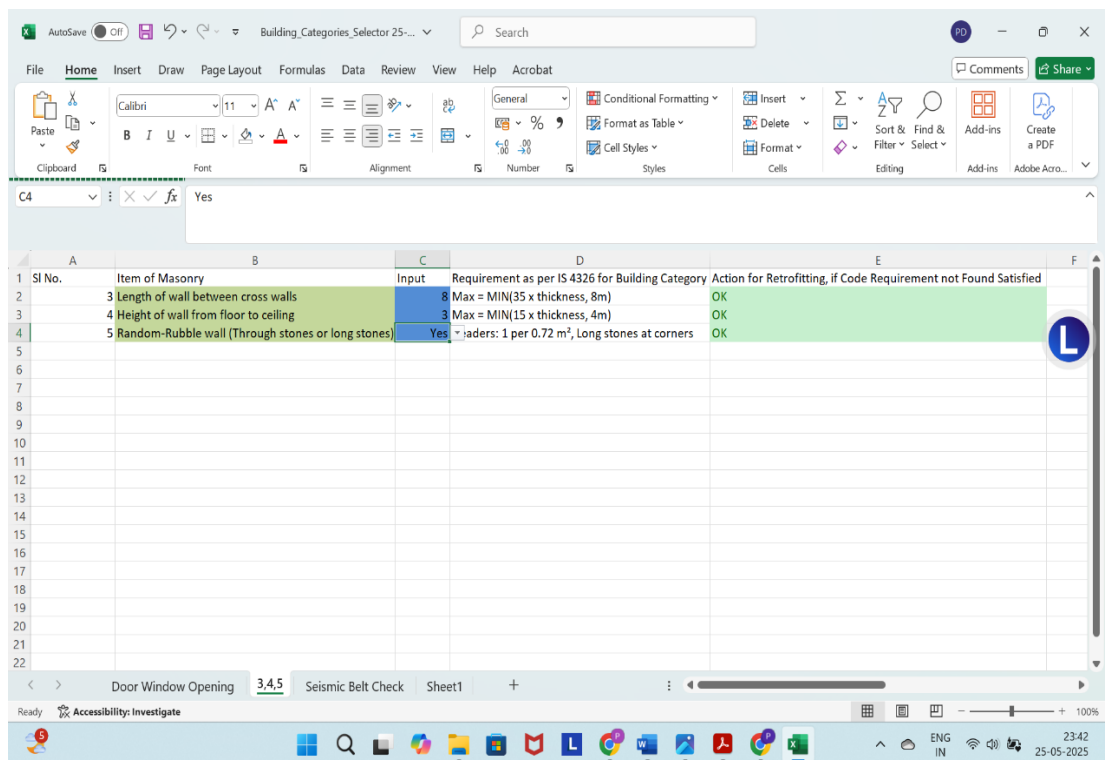 AutoSave Off Building_Categories_Selector 25-... Search PD
File Home Insert Draw Page Layout Formulas Data Review View Help Acrobat Comments Share
Paste Calibri 11 A^ A˅ ab General Conditional Formatting Insert Σ Sort & Filter Find & Select Add-ins Create a PDF
B I U A % 9 Format as Table Delete
Cell Styles Format
Clipboard Font Alignment Number Styles Cells Editing Add-ins Adobe Acro...
C4 fx Yes
A B C D E F
1 Sl No. Item of Masonry Input Requirement as per IS 4326 for Building Category Action for Retrofitting, if Code Requirement not Found Satisfied
2 3 Length of wall between cross walls 8 Max = MIN(35 x thickness, 8m) OK
3 4 Height of wall from floor to ceiling 3 Max = MIN(15 x thickness, 4m) OK
4 5 Random-Rubble wall (Through stones or long stones) Yes eaders: 1 per 0.72 m², Long stones at corners OK
L
5
6
7
8
9
10
11
12
13
14
15
16
17
18
19
20
21
22
Door Window Opening 3,4,5 Seismic Belt Check Sheet1 +
Ready Accessibility: Investigate 100%
5 L ENG 23:42
IN 25-05-2025